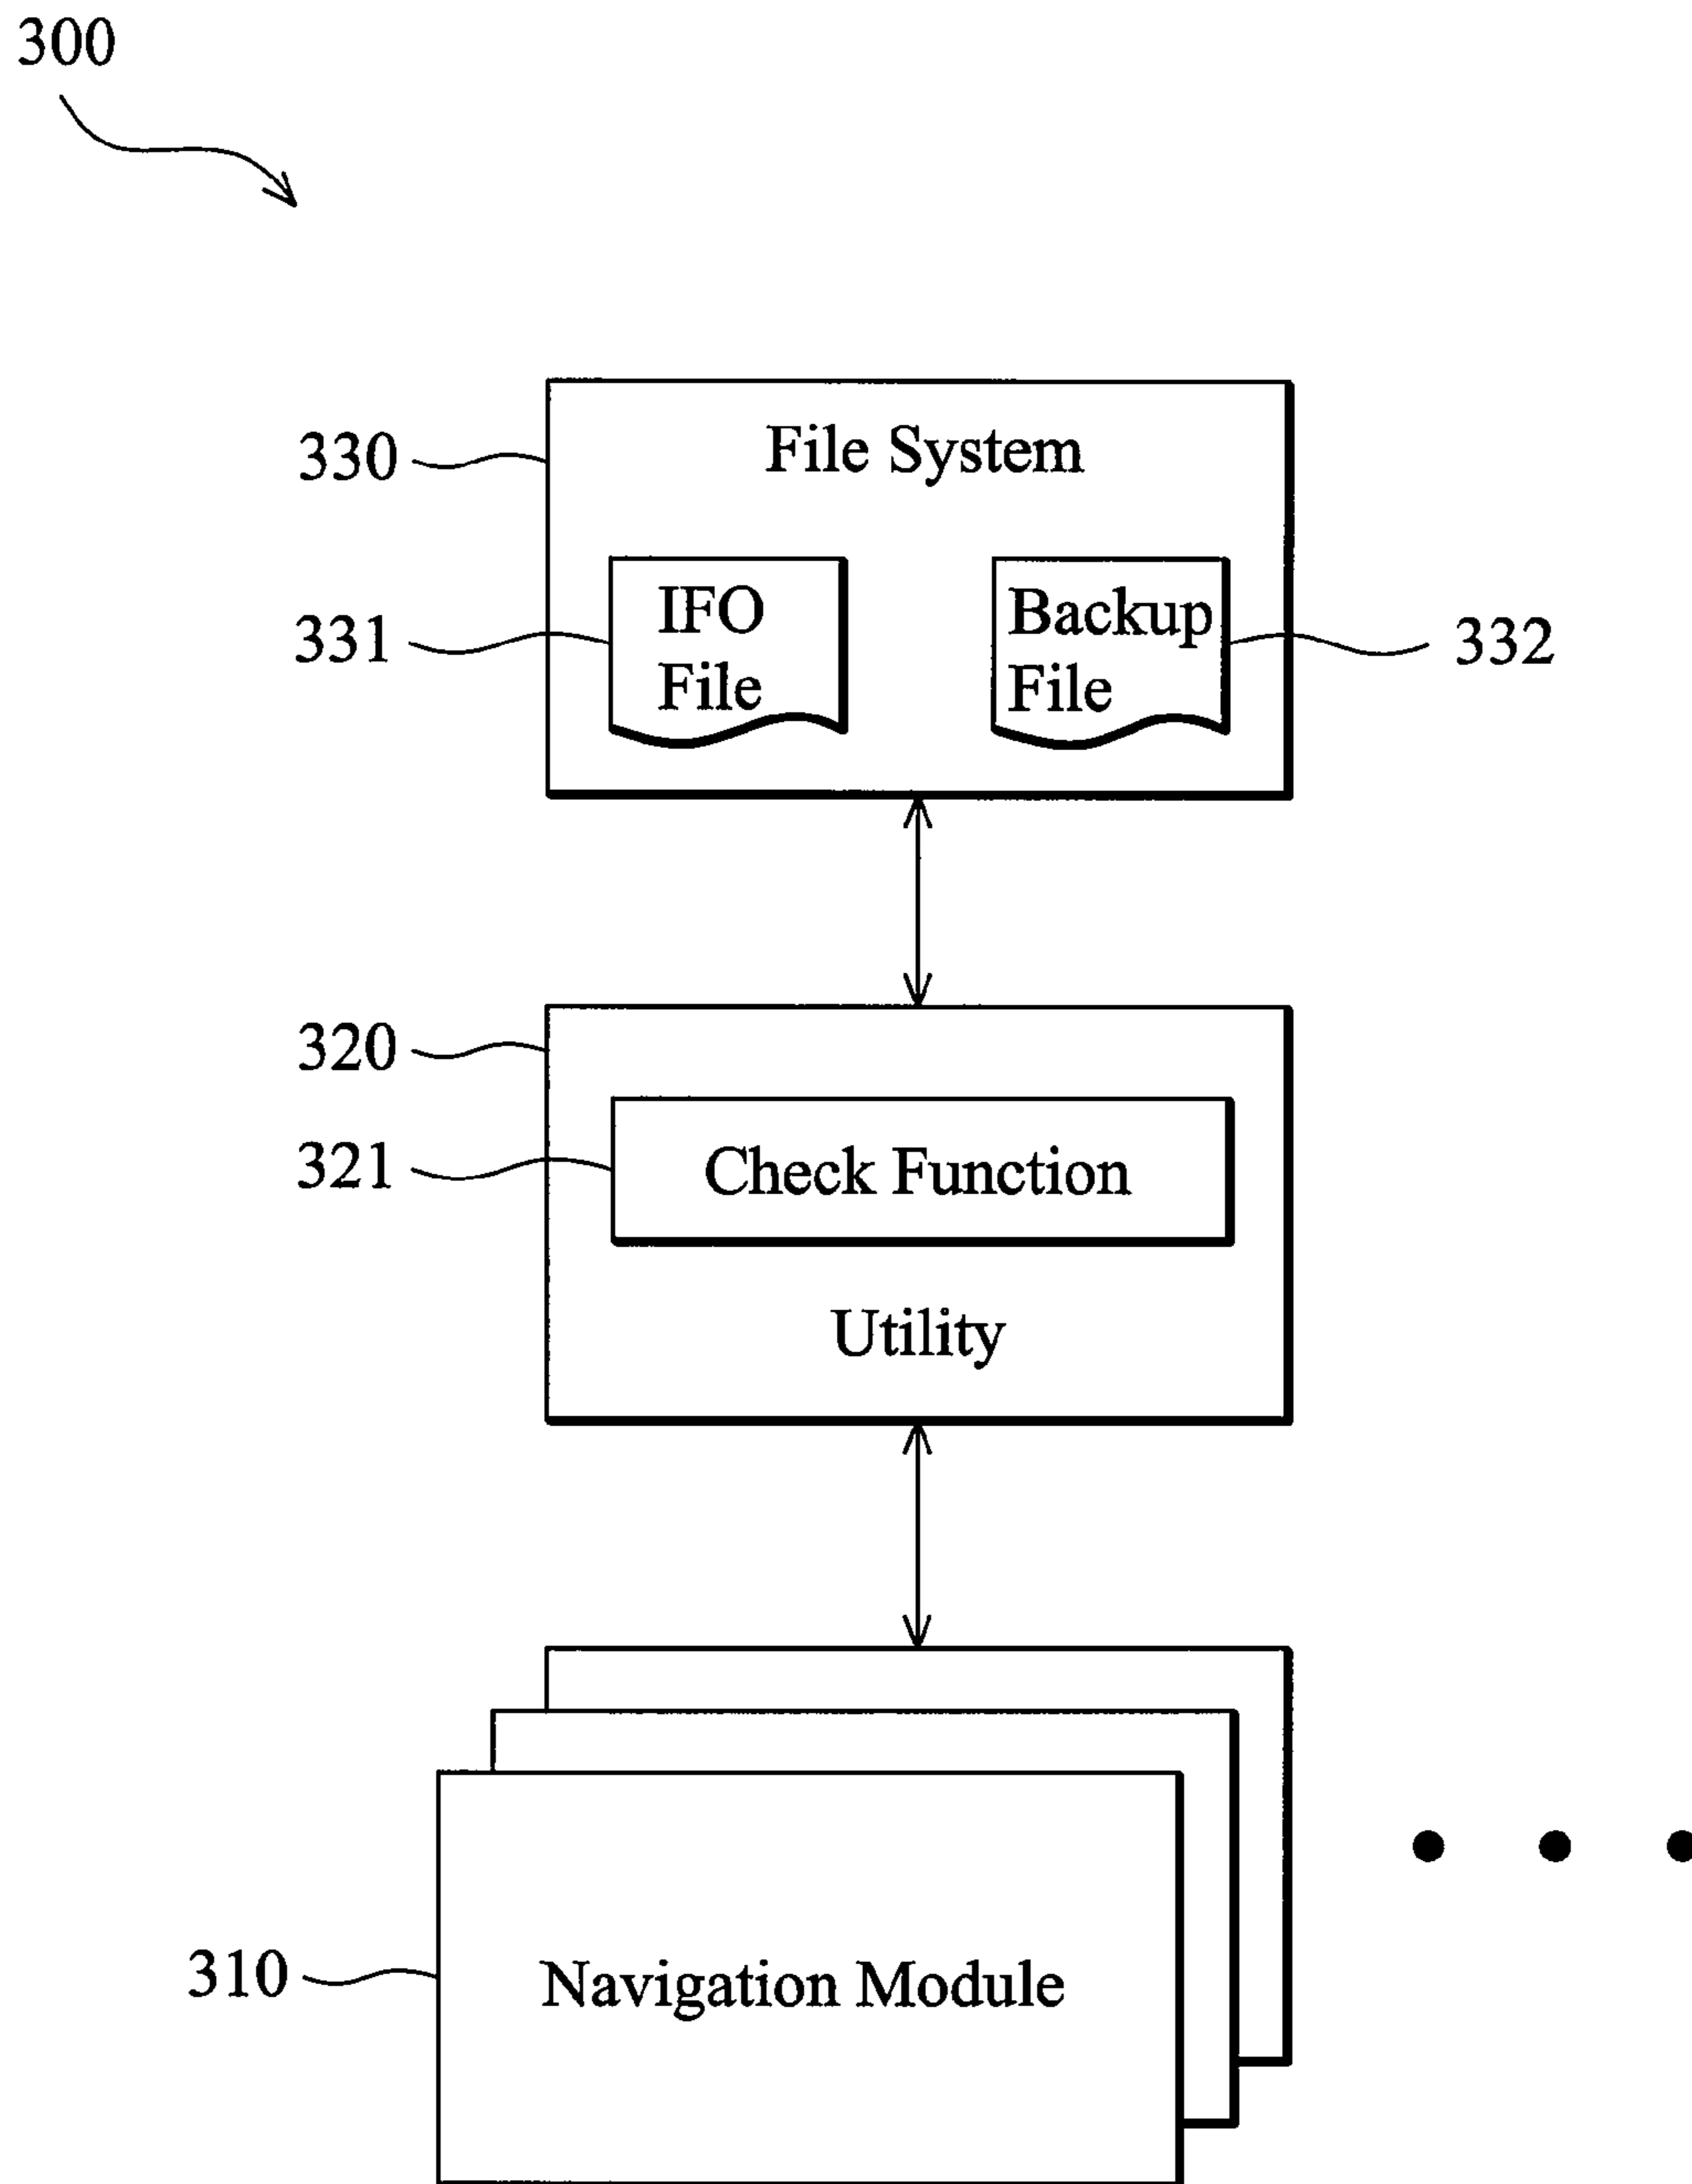 300
330
File System
331
IFO
File
Backup
File
332
320
321
Check Function
Utility
310
Navigation Module